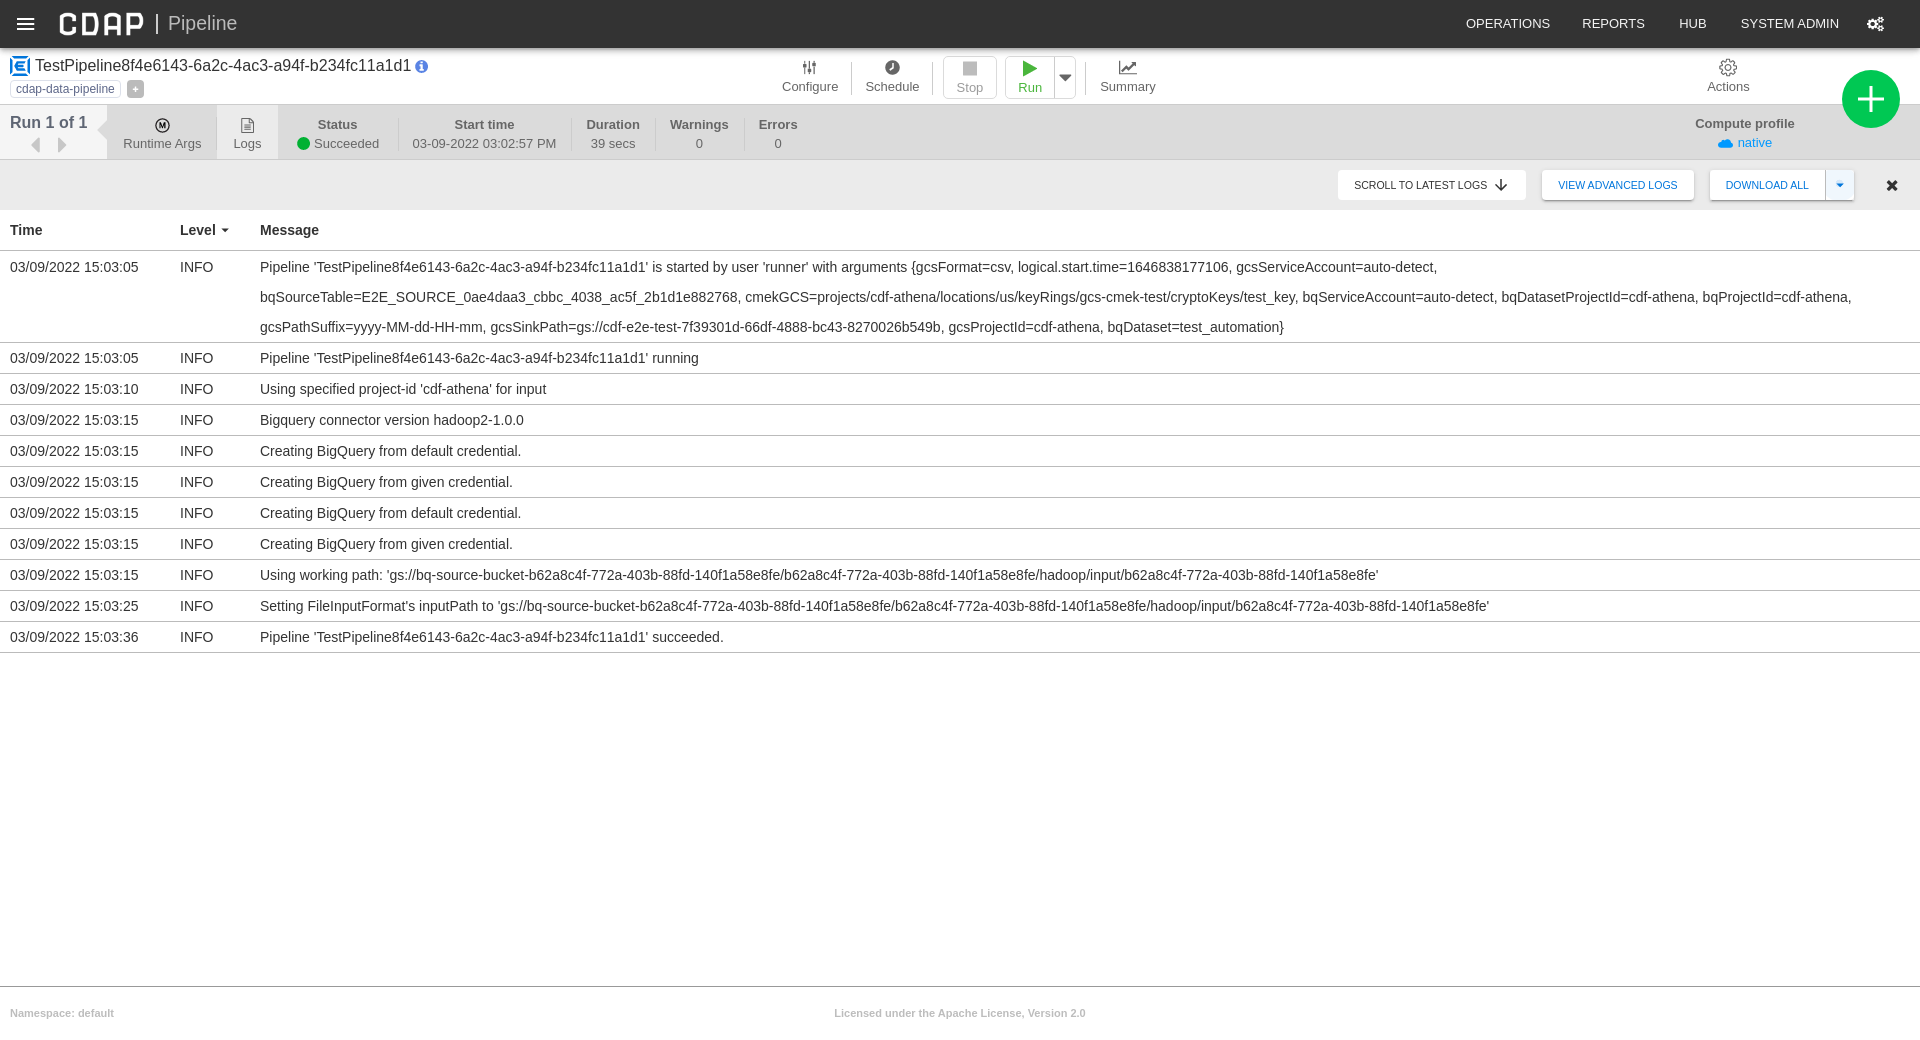 CDAP | Pipeline
OPERATIONS REPORTS HUB SYSTEM ADMIN
TestPipeline8f4e6143-6a2c-4ac3-a94f-b234fc11a1d1
cdap-data-pipeline +
Configure Schedule Stop Run Summary Actions
Run 1 of 1
Runtime Args Logs
Status Start time Duration Warnings Errors Compute profile
Succeeded 03-09-2022 03:02:57 PM 39 secs 0 0 native
SCROLL TO LATEST LOGS VIEW ADVANCED LOGS DOWNLOAD ALL
Time Level Message
03/09/2022 15:03:05 INFO Pipeline 'TestPipeline8f4e6143-6a2c-4ac3-a94f-b234fc11a1d1' is started by user 'runner' with arguments {gcsFormat=csv, logical.start.time=1646838177106, gcsServiceAccount=auto-detect,
bqSourceTable=E2E_SOURCE_0ae4daa3_cbbc_4038_ac5f_2b1d1e882768, cmekGCS=projects/cdf-athena/locations/us/keyRings/gcs-cmek-test/cryptoKeys/test_key, bqServiceAccount=auto-detect, bqDatasetProjectId=cdf-athena, bqProjectId=cdf-athena,
gcsPathSuffix=yyyy-MM-dd-HH-mm, gcsSinkPath=gs://cdf-e2e-test-7f39301d-66df-4888-bc43-8270026b549b, gcsProjectId=cdf-athena, bqDataset=test_automation}
03/09/2022 15:03:05 INFO Pipeline 'TestPipeline8f4e6143-6a2c-4ac3-a94f-b234fc11a1d1' running
03/09/2022 15:03:10 INFO Using specified project-id 'cdf-athena' for input
03/09/2022 15:03:15 INFO Bigquery connector version hadoop2-1.0.0
03/09/2022 15:03:15 INFO Creating BigQuery from default credential.
03/09/2022 15:03:15 INFO Creating BigQuery from given credential.
03/09/2022 15:03:15 INFO Creating BigQuery from default credential.
03/09/2022 15:03:15 INFO Creating BigQuery from given credential.
03/09/2022 15:03:15 INFO Using working path: 'gs://bq-source-bucket-b62a8c4f-772a-403b-88fd-140f1a58e8fe/b62a8c4f-772a-403b-88fd-140f1a58e8fe/hadoop/input/b62a8c4f-772a-403b-88fd-140f1a58e8fe'
03/09/2022 15:03:25 INFO Setting FileInputFormat's inputPath to 'gs://bq-source-bucket-b62a8c4f-772a-403b-88fd-140f1a58e8fe/b62a8c4f-772a-403b-88fd-140f1a58e8fe/hadoop/input/b62a8c4f-772a-403b-88fd-140f1a58e8fe'
03/09/2022 15:03:36 INFO Pipeline 'TestPipeline8f4e6143-6a2c-4ac3-a94f-b234fc11a1d1' succeeded.
Namespace: default Licensed under the Apache License, Version 2.0